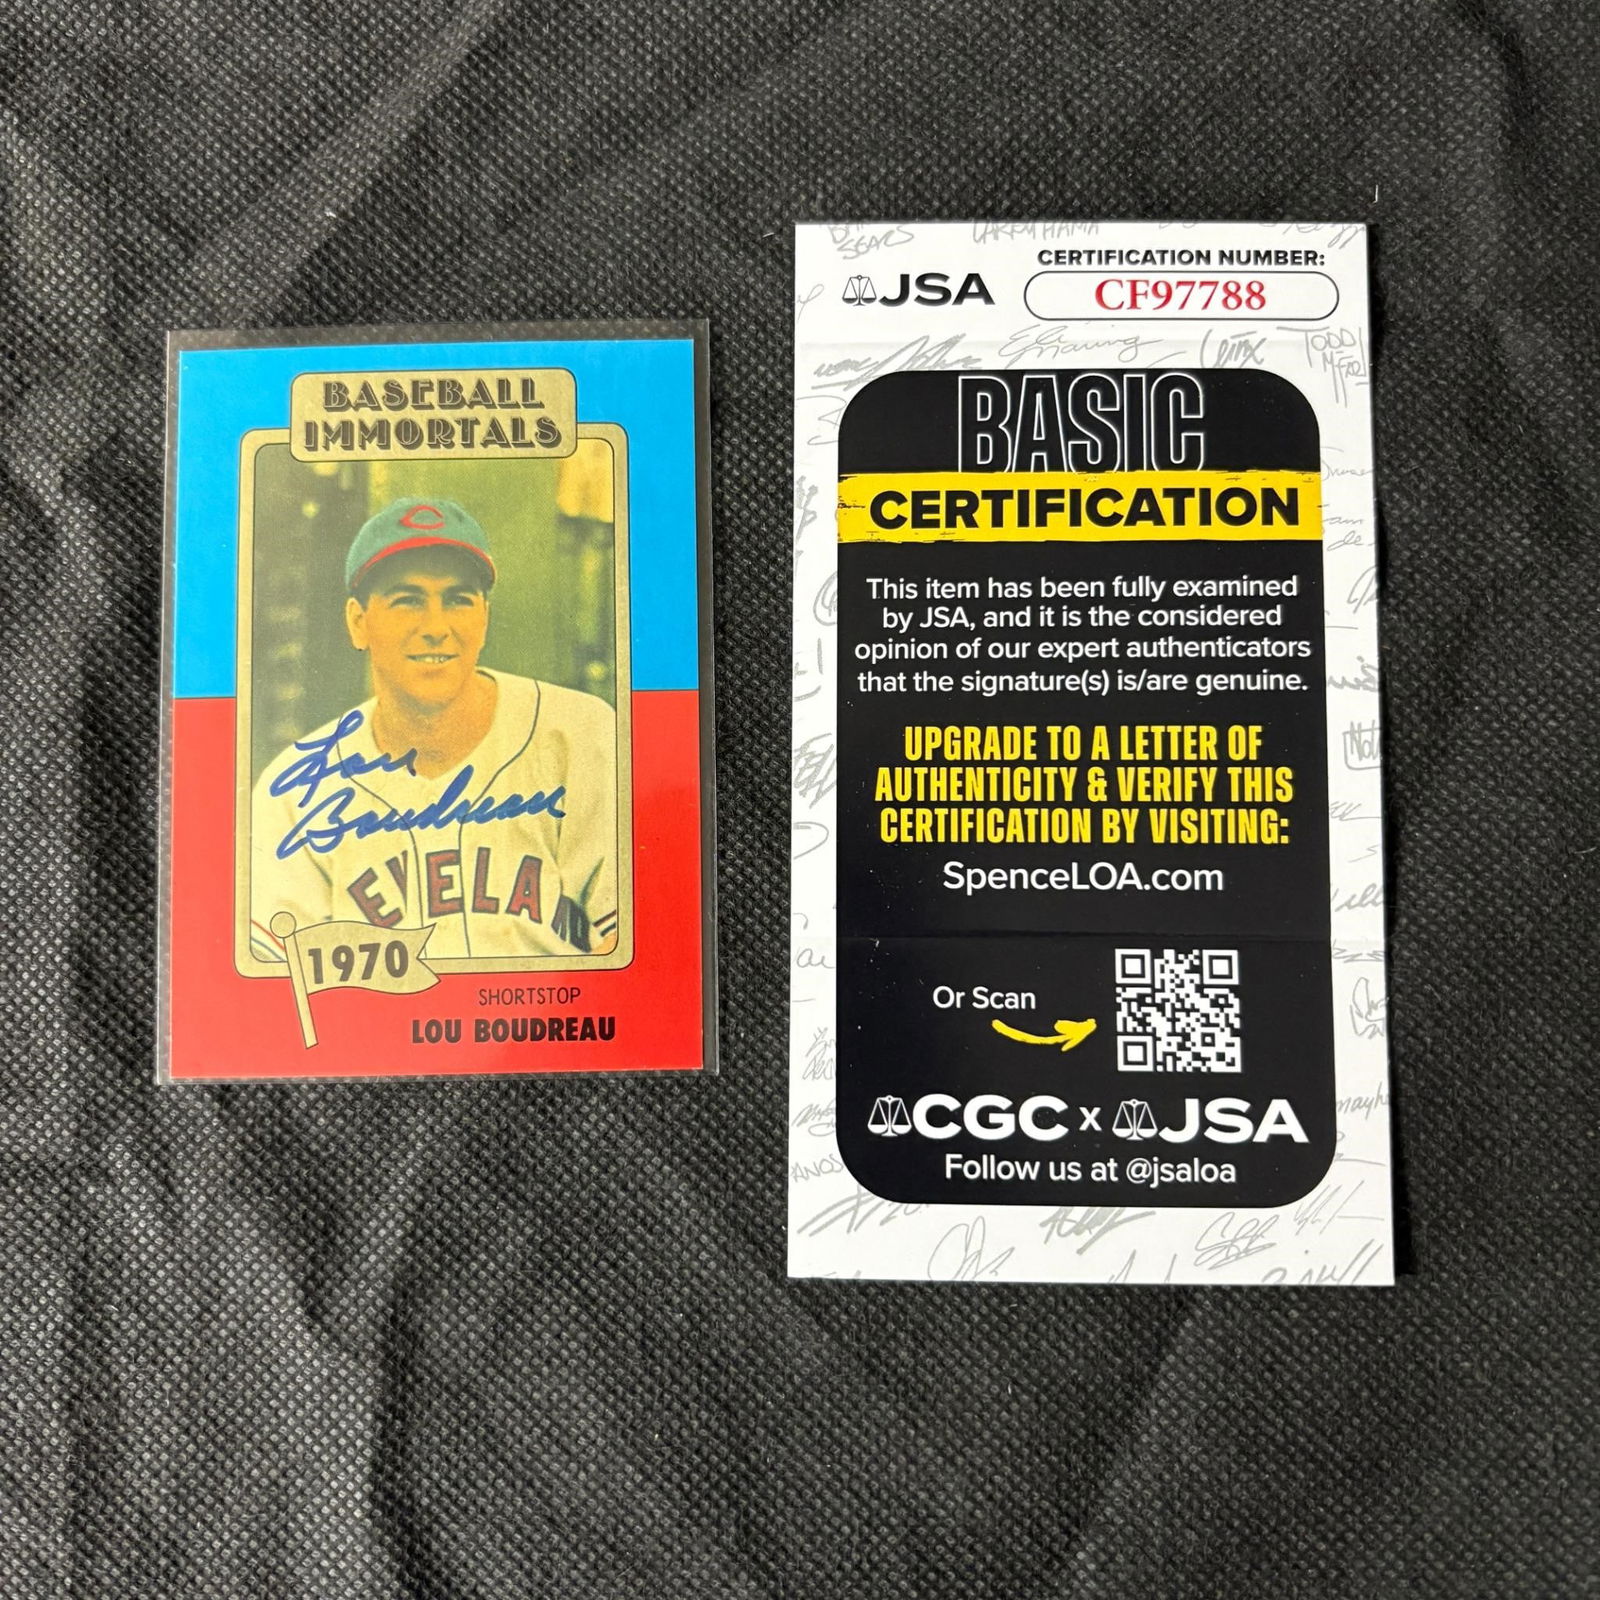 BASEBALL
IMMORTALS
C
Lou
Boudreau
EVELAN
1970
SHORTSTOP
LOU BOUDREAU
JSA
CERTIFICATION NUMBER:
CF97788
BASIC
CERTIFICATION
This item has been fully examined
by JSA, and it is the considered
opinion of our expert authenticators
that the signature(s) is/are genuine.
UPGRADE TO A LETTER OF
AUTHENTICITY & VERIFY THIS
CERTIFICATION BY VISITING:
SpenceLOA.com
Or Scan
CGC x JSA
Follow us at @jsaloa